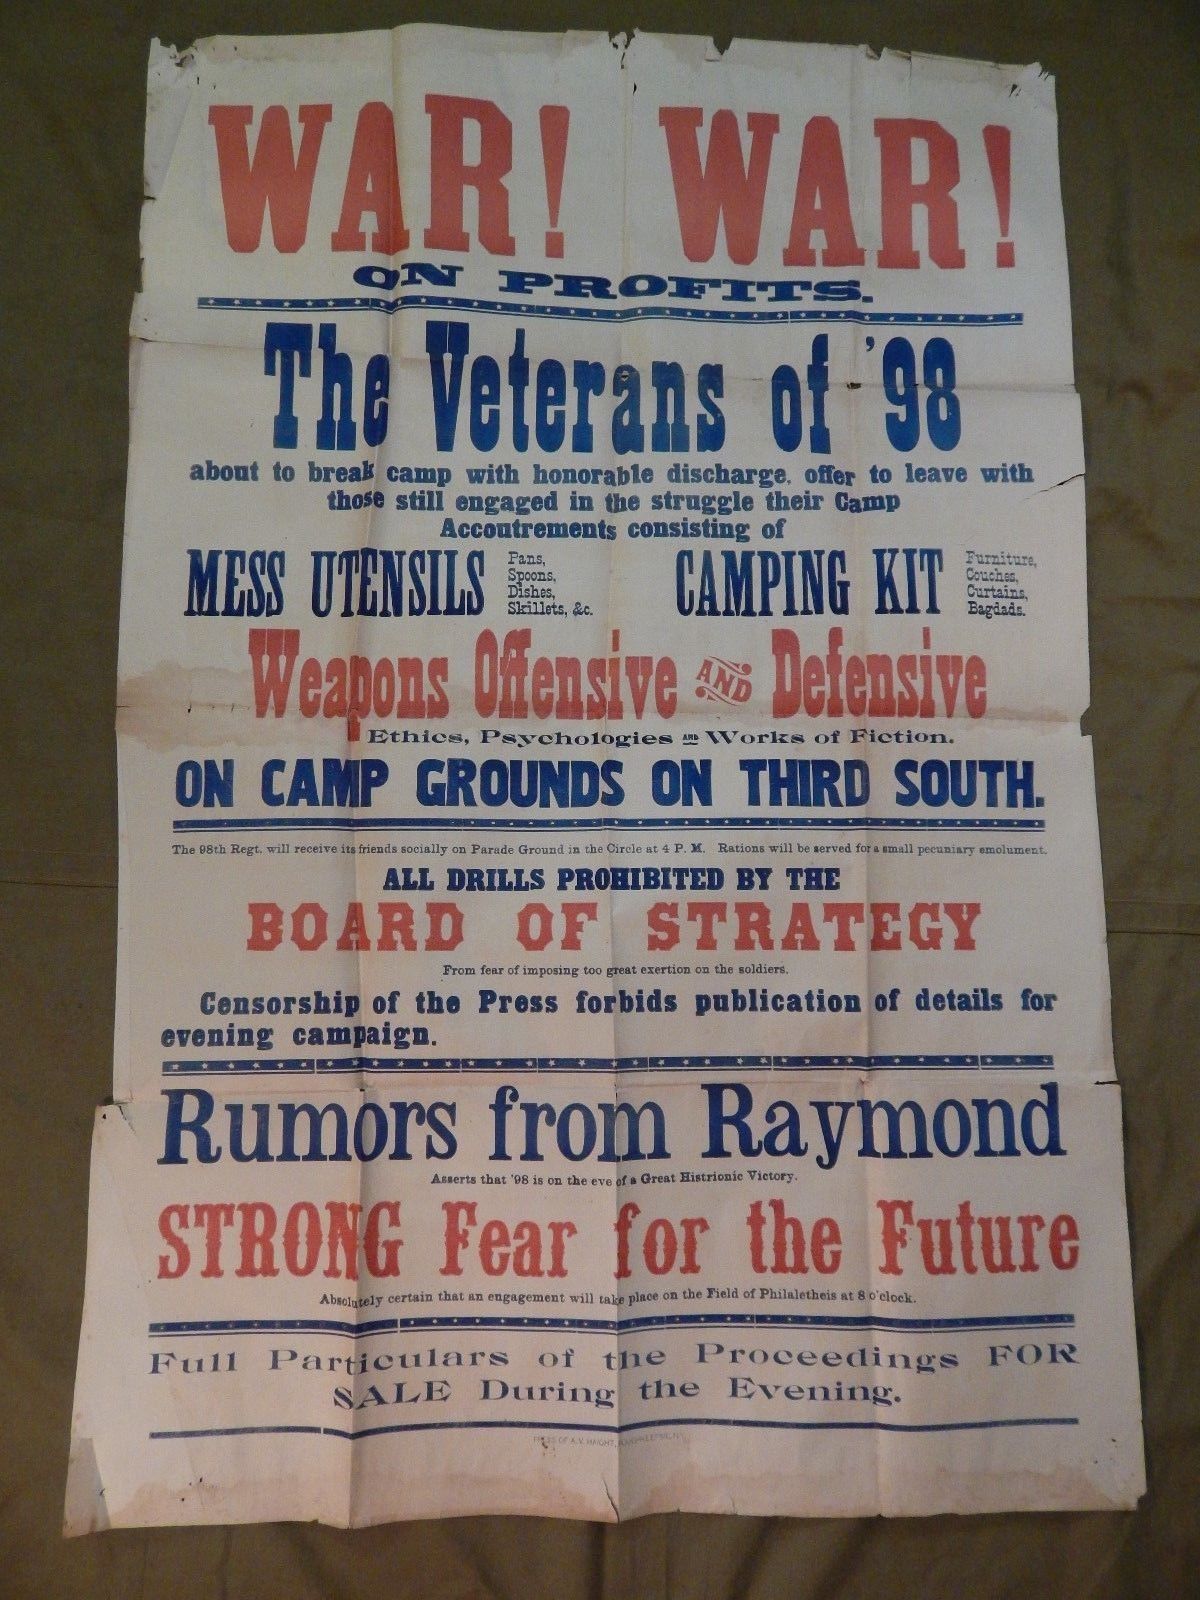 WAR! WAR!
ON PROFITS.
The Veterans of '98
about to break camp with honorable discharge, offer to leave with
those still engaged in the struggle their Camp
Accoutrements consisting of
MESS UTENSILS
Pans,
Spoons,
Dishes,
Skillets, &c.
CAMPING KIT
Furniture,
Couches,
Curtains,
Bagdads.
Weapons Offensive AND Defensive
Ethics, Psychologies AND Works of Fiction.
ON CAMP GROUNDS ON THIRD SOUTH.
The 98th Regt. will receive its friends socially on Parade Ground in the Circle at 4 P. M. Rations will be served for a small pecuniary emolument.
ALL DRILLS PROHIBITED BY THE
BOARD OF STRATEGY
From fear of imposing too great exertion on the soldiers.
Censorship of the Press forbids publication of details for
evening campaign.
Rumors from Raymond
Asserts that '98 is on the eve of a Great Histrionic Victory.
STRONG Fear for the Future
Absolutely certain that an engagement will take place on the Field of Philaletheis at 8 o'clock.
Full Particulars of the Proceedings FOR
SALE During the Evening.
PRESS OF A. V. HAIGHT, POUGHKEEPSIE, N.Y.